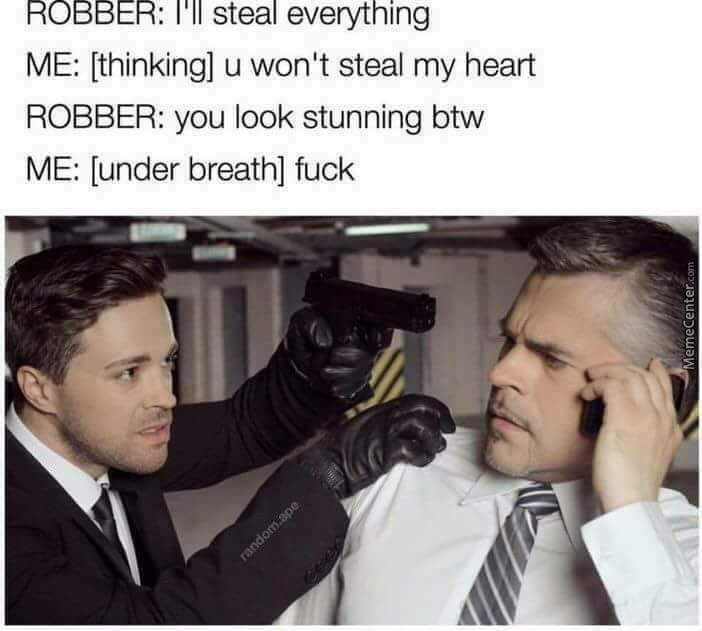 ROBBER: I'll steal everything
ME: [thinking] u won't steal my heart
ROBBER: you look stunning btw
ME: [under breath] fuck
MemeCenter.com
random.ape